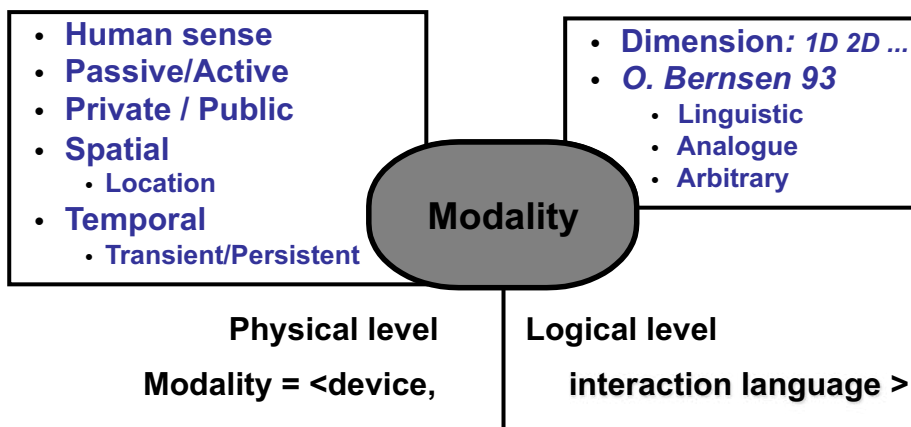 • Human sense
• Passive/Active
• Private / Public
• Spatial
• Location
• Temporal
• Transient/Persistent
• Dimension: 1D 2D ...
• O. Bernsen 93
• Linguistic
• Analogue
• Arbitrary
Modality
Physical level
Logical level
Modality = <device,
interaction language >